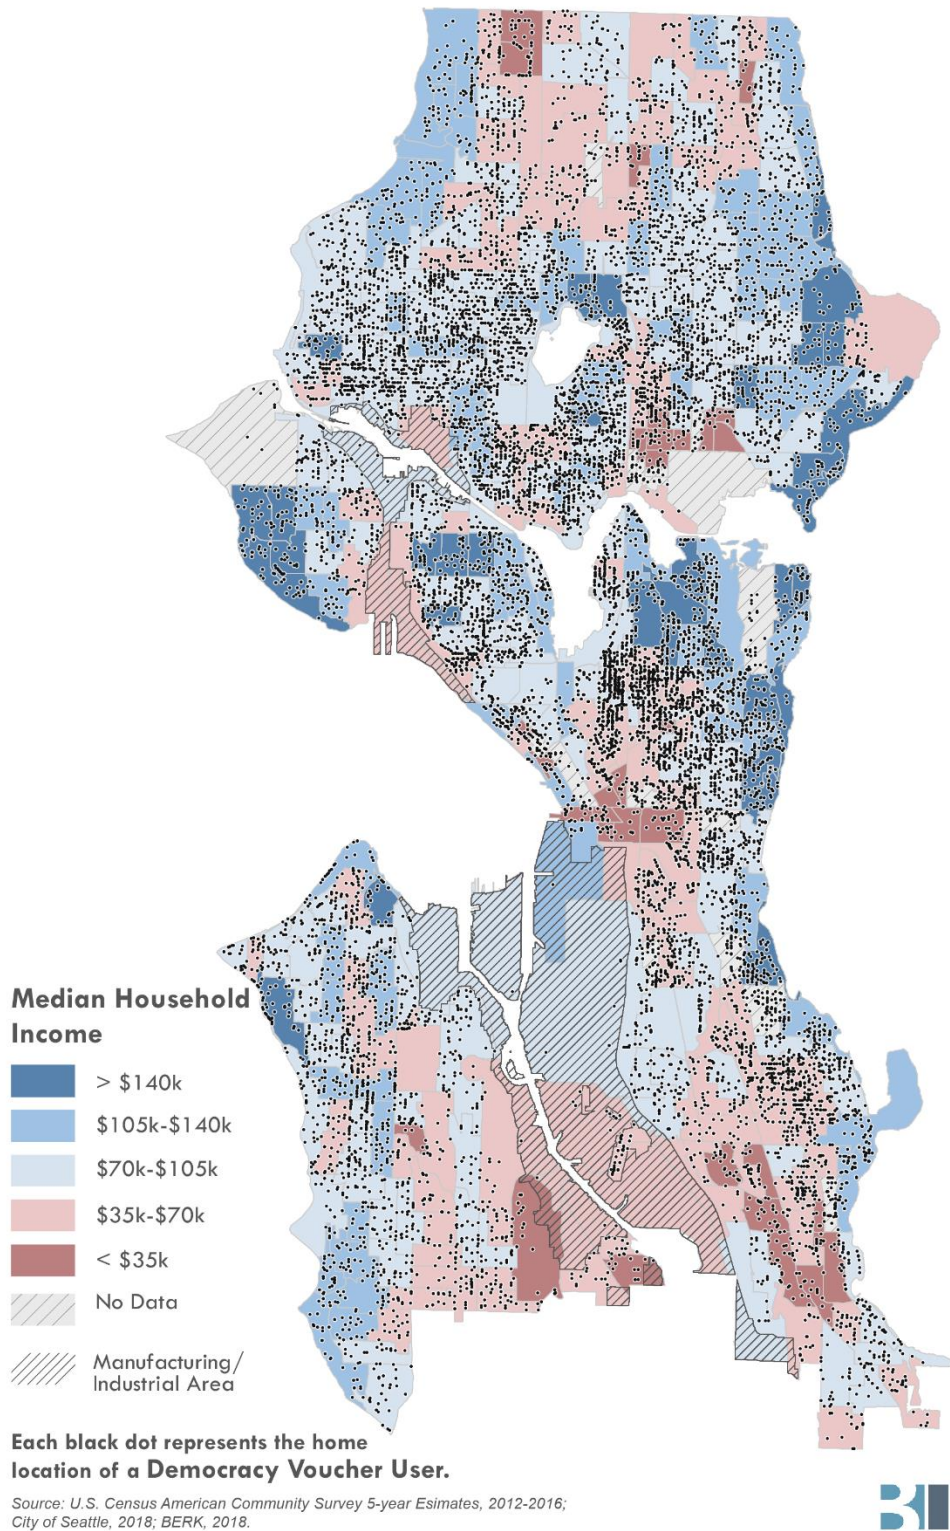 Median Household
Income
> $140k
$105k-$140k
$70k-$105k
$35k-$70k
< $35k
No Data
Manufacturing/
Industrial Area
Each black dot represents the home
location of a Democracy Voucher User.
Source: U.S. Census American Community Survey 5-year Esimates, 2012-2016;
City of Seattle, 2018; BERK, 2018.